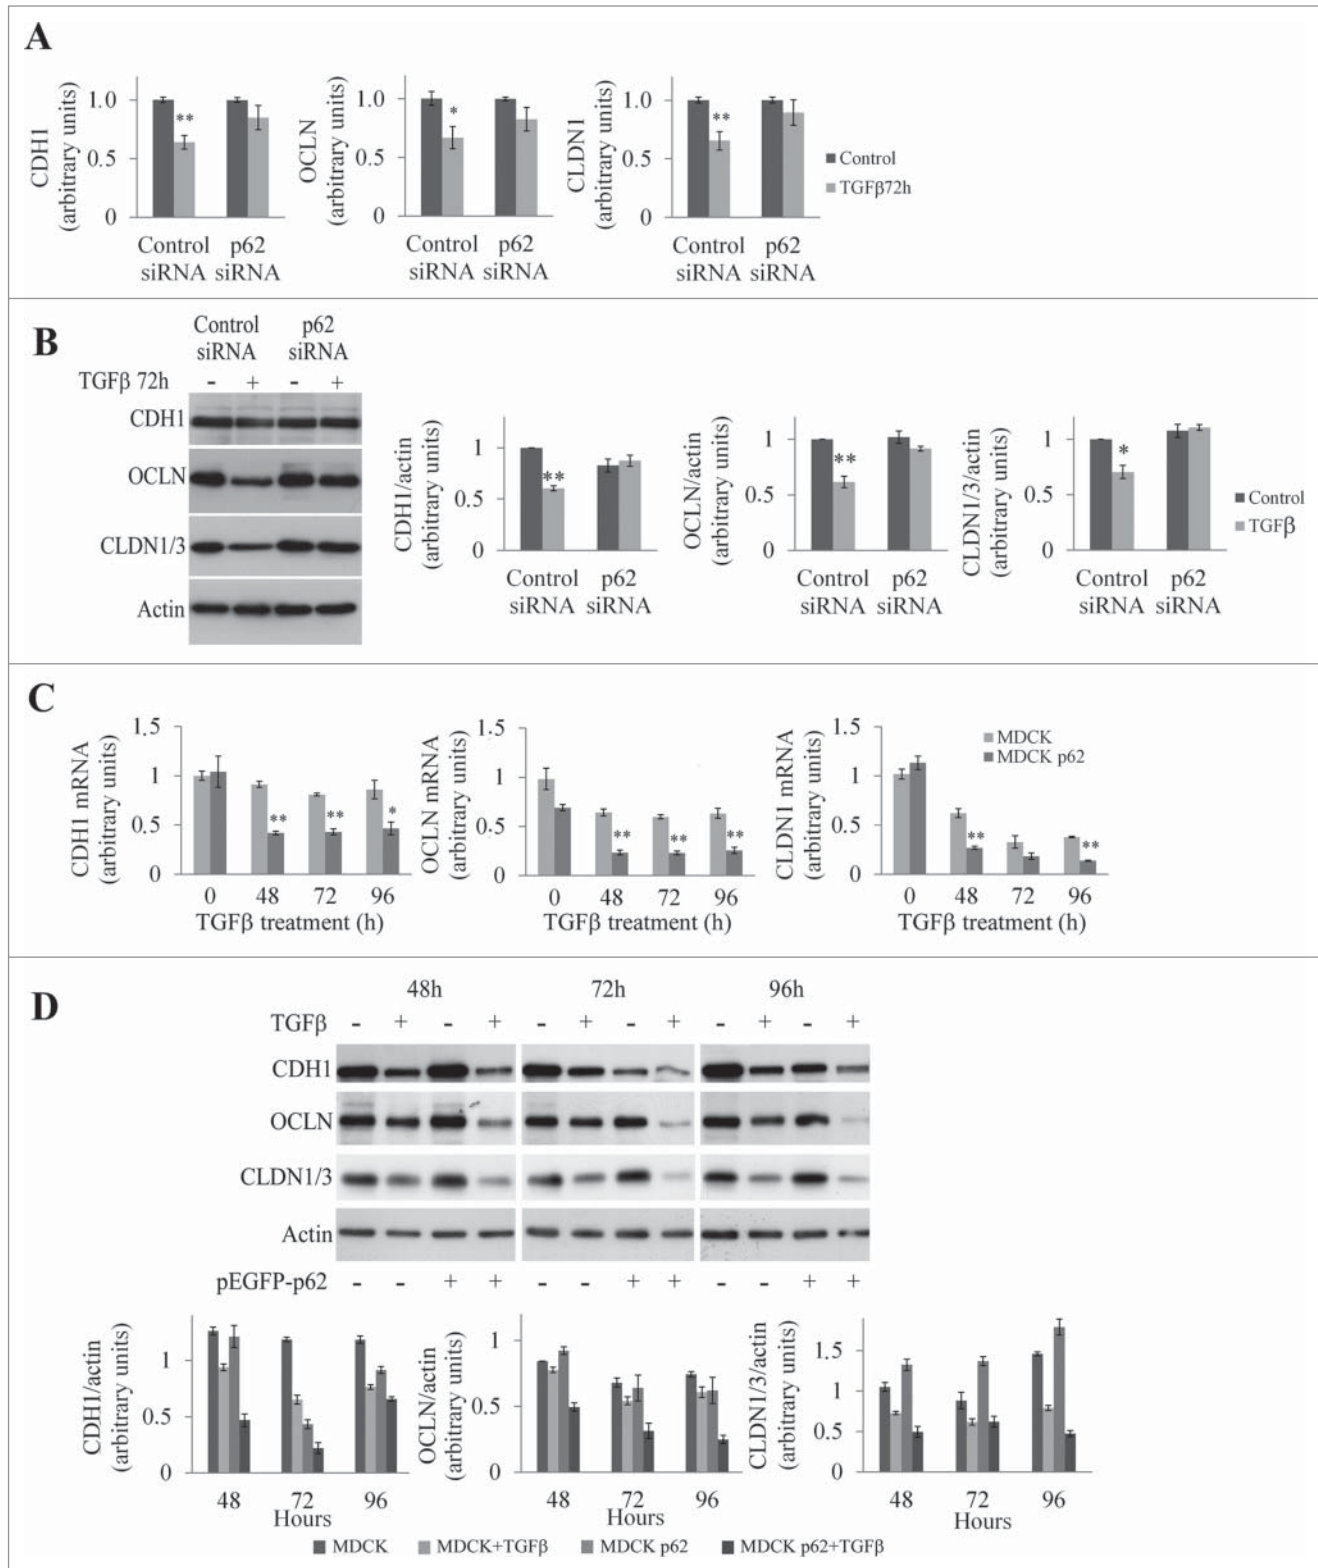 A
CDH1
(arbitrary units)
1.0
0.5
0
**
Control
siRNA
p62
siRNA
OCLN
(arbitrary units)
1.0
0.5
0
*
Control
siRNA
p62
siRNA
CLDN1
(arbitrary units)
1.0
0.5
0
**
Control
siRNA
p62
siRNA
Control
TGFβ72h
B
Control
siRNA
p62
siRNA
TGFβ 72h - + - +
CDH1
OCLN
CLDN1/3
Actin
CDH1/actin
(arbitrary units)
1
0.5
0
**
Control
siRNA
p62
siRNA
OCLN/actin
(arbitrary units)
1
0.5
0
**
Control
siRNA
p62
siRNA
CLDN1/3/actin
(arbitrary units)
1
0.5
0
*
Control
siRNA
p62
siRNA
Control
TGFβ
C
CDH1 mRNA
(arbitrary units)
1.5
1
0.5
0
** ** *
0 48 72 96
TGFβ treatment (h)
OCLN mRNA
(arbitrary units)
1.5
1
0.5
0
** ** **
0 48 72 96
TGFβ treatment (h)
CLDN1 mRNA
(arbitrary units)
1.5
1
0.5
0
** **
0 48 72 96
TGFβ treatment (h)
MDCK
MDCK p62
D
48h 72h 96h
TGFβ - + - + - + - + - + - +
CDH1
OCLN
CLDN1/3
Actin
pEGFP-p62 - - + + - - + + - - + +
CDH1/actin
(arbitrary units)
1
0.5
0
48 72 96
Hours
OCLN/actin
(arbitrary units)
1
0.5
0
48 72 96
Hours
CLDN1/3/actin
(arbitrary units)
1.5
1
0.5
0
48 72 96
Hours
MDCK MDCK+TGFβ MDCK p62 MDCK p62+TGFβ